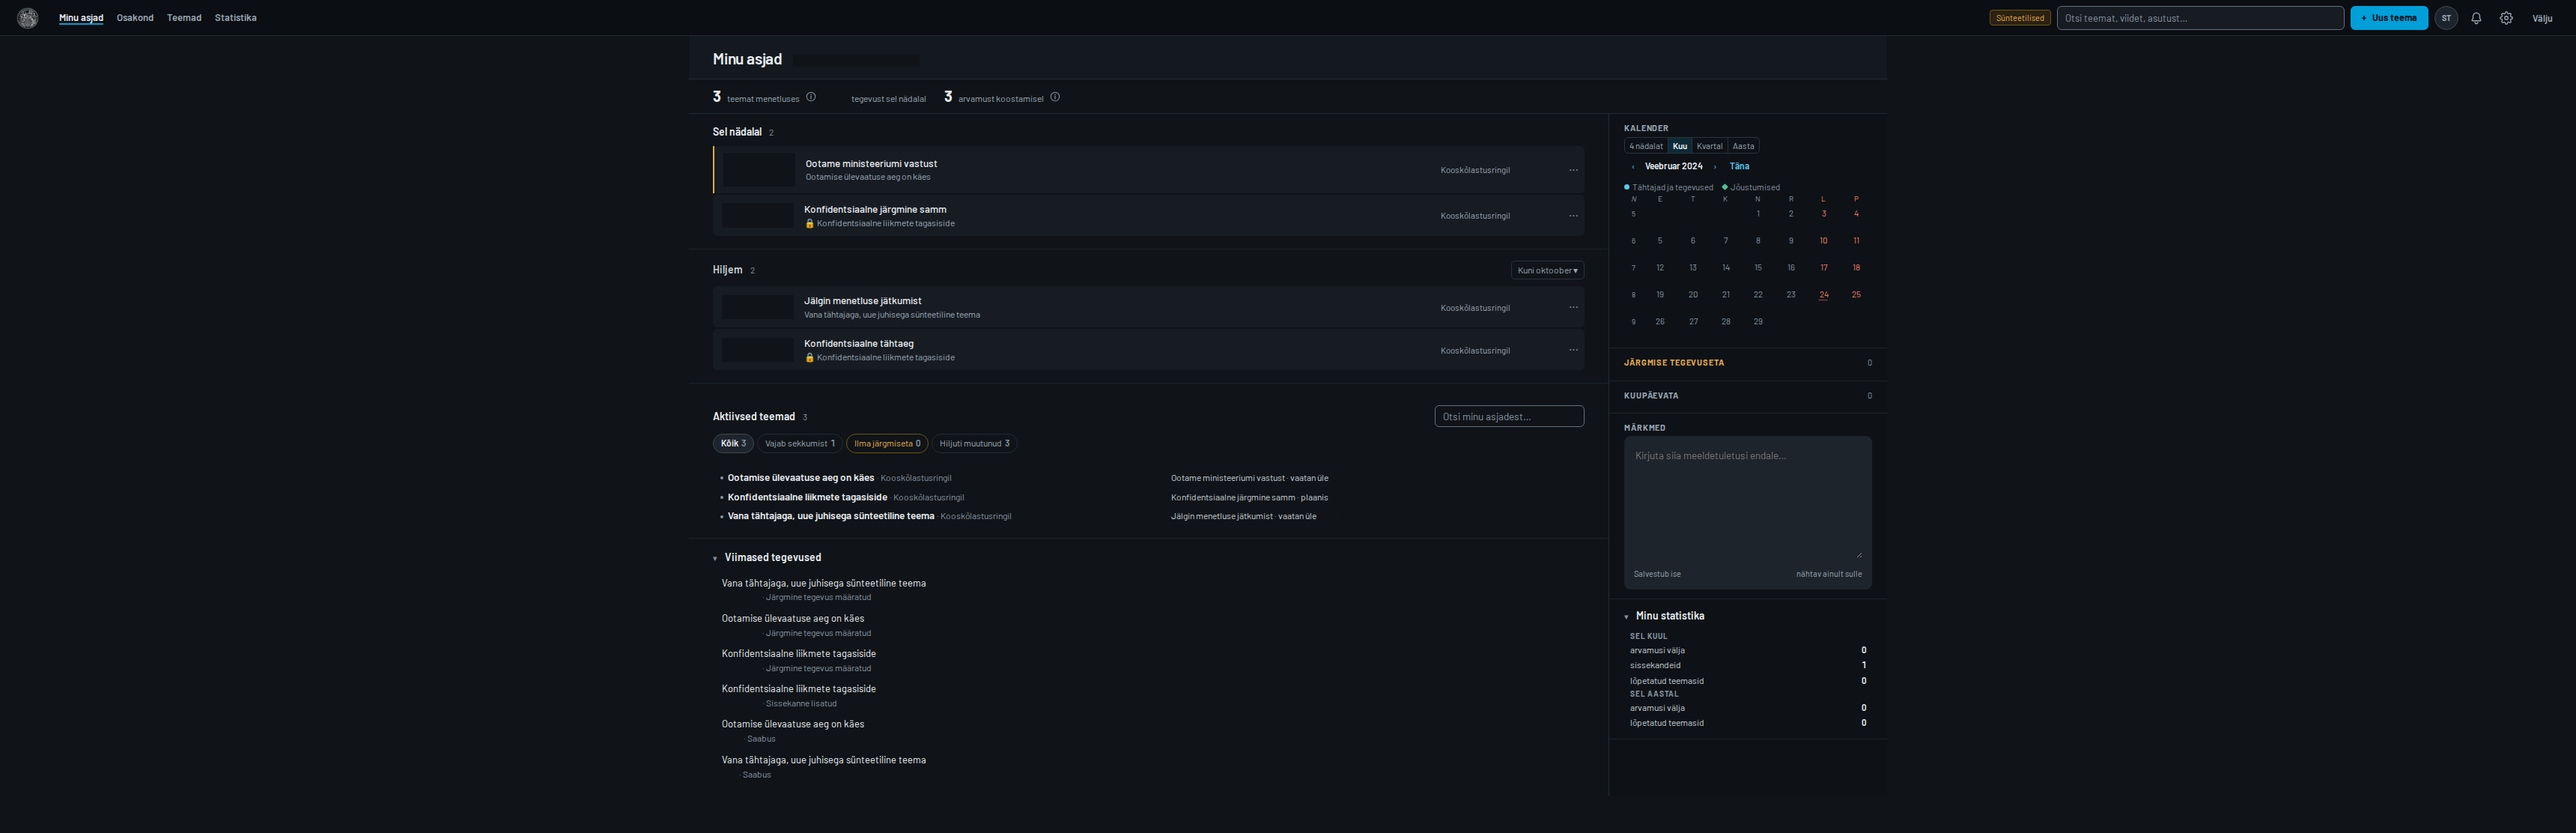 Minu asjad Osakond Teemad Statistika Sünteetilised Otsi teemat, viidet, asutust... + Uus teema ST Välju
Minu asjad
3 teemat menetluses tegevust sel nädalal 3 arvamust koostamisel
Sel nädalal 2
Ootame ministeeriumi vastust
Ootamise ülevaatuse aeg on käes
Kooskõlastusringil ...
Konfidentsiaalne järgmine samm
🔒 Konfidentsiaalne liikmete tagasiside
Kooskõlastusringil ...
Hiljem 2 Kuni oktoober ▾
Jälgin menetluse jätkumist
Vana tähtajaga, uue juhisega sünteetiline teema
Kooskõlastusringil ...
Konfidentsiaalne tähtaeg
🔒 Konfidentsiaalne liikmete tagasiside
Kooskõlastusringil ...
Aktiivsed teemad 3 Otsi minu asjadest...
Kõik 3 Vajab sekkumist 1 Ilma järgmiseta 0 Hiljuti muutunud 3
• Ootamise ülevaatuse aeg on käes · Kooskõlastusringil Ootame ministeeriumi vastust · vaatan üle
• Konfidentsiaalne liikmete tagasiside · Kooskõlastusringil Konfidentsiaalne järgmine samm · plaanis
• Vana tähtajaga, uue juhisega sünteetiline teema · Kooskõlastusringil Jälgin menetluse jätkumist · vaatan üle
▾ Viimased tegevused
Vana tähtajaga, uue juhisega sünteetiline teema
· Järgmine tegevus määratud
Ootamise ülevaatuse aeg on käes
· Järgmine tegevus määratud
Konfidentsiaalne liikmete tagasiside
· Järgmine tegevus määratud
Konfidentsiaalne liikmete tagasiside
· Sissekanne lisatud
Ootamise ülevaatuse aeg on käes
· Saabus
Vana tähtajaga, uue juhisega sünteetiline teema
· Saabus
KALENDER
4 nädalat Kuu Kvartal Aasta
‹ Veebruar 2024 › Täna
Tähtajad ja tegevused Jõustumised
N E T K N R L P
5 1 2 3 4
6 5 6 7 8 9 10 11
7 12 13 14 15 16 17 18
8 19 20 21 22 23 24 25
9 26 27 28 29
JÄRGMISE TEGEVUSETA 0
KUUPÄEVATA 0
MÄRKMED
Kirjuta siia meeldetuletusi endale...
Salvestub ise nähtav ainult sulle
▾ Minu statistika
SEL KUUL
arvamusi välja 0
sissekandeid 1
lõpetatud teemasid 0
SEL AASTAL
arvamusi välja 0
lõpetatud teemasid 0